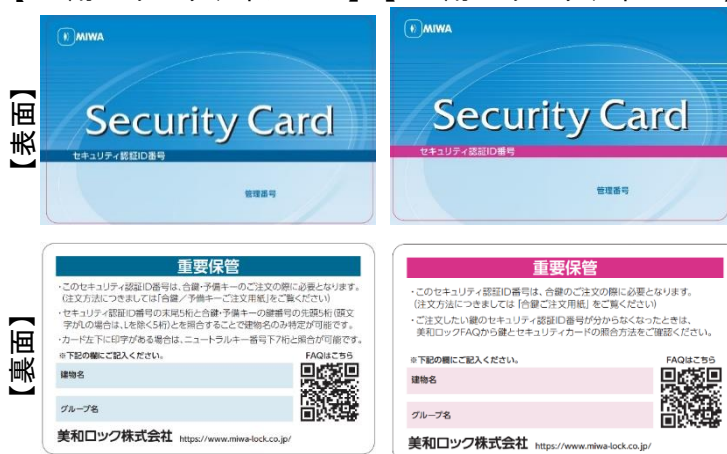 【表面】
MIWA
Security Card
セキュリティ認証ID番号
管理番号
MIWA
Security Card
セキュリティ認証ID番号
管理番号
【裏面】
重要保管
・このセキュリティ認証ID番号は、合鍵・予備キーのご注文の際に必要となります。
(注文方法につきましては「合鍵／予備キーご注文用紙」をご覧ください)
・セキュリティ認証ID番号の末尾5桁と合鍵・予備キーの鍵番号の先頭5桁(頭文
字がLの場合は、Lを除く5桁)とを照合することで建物名のみ特定が可能です。
・カード左下に印字がある場合は、ニュートラルキー番号下7桁と照合が可能です。
※下記の欄にご記入ください。
FAQはこちら
建物名
グループ名
美和ロック株式会社 https://www.miwa-lock.co.jp/
重要保管
・このセキュリティ認証ID番号は、合鍵のご注文の際に必要となります。
(注文方法につきましては「合鍵ご注文用紙」をご覧ください)
・ご注文したい鍵のセキュリティ認証ID番号が分からなくなったときは、
美和ロックFAQから鍵とセキュリティカードの照合方法をご確認ください。
※下記の欄にご記入ください。
FAQはこちら
建物名
グループ名
美和ロック株式会社 https://www.miwa-lock.co.jp/